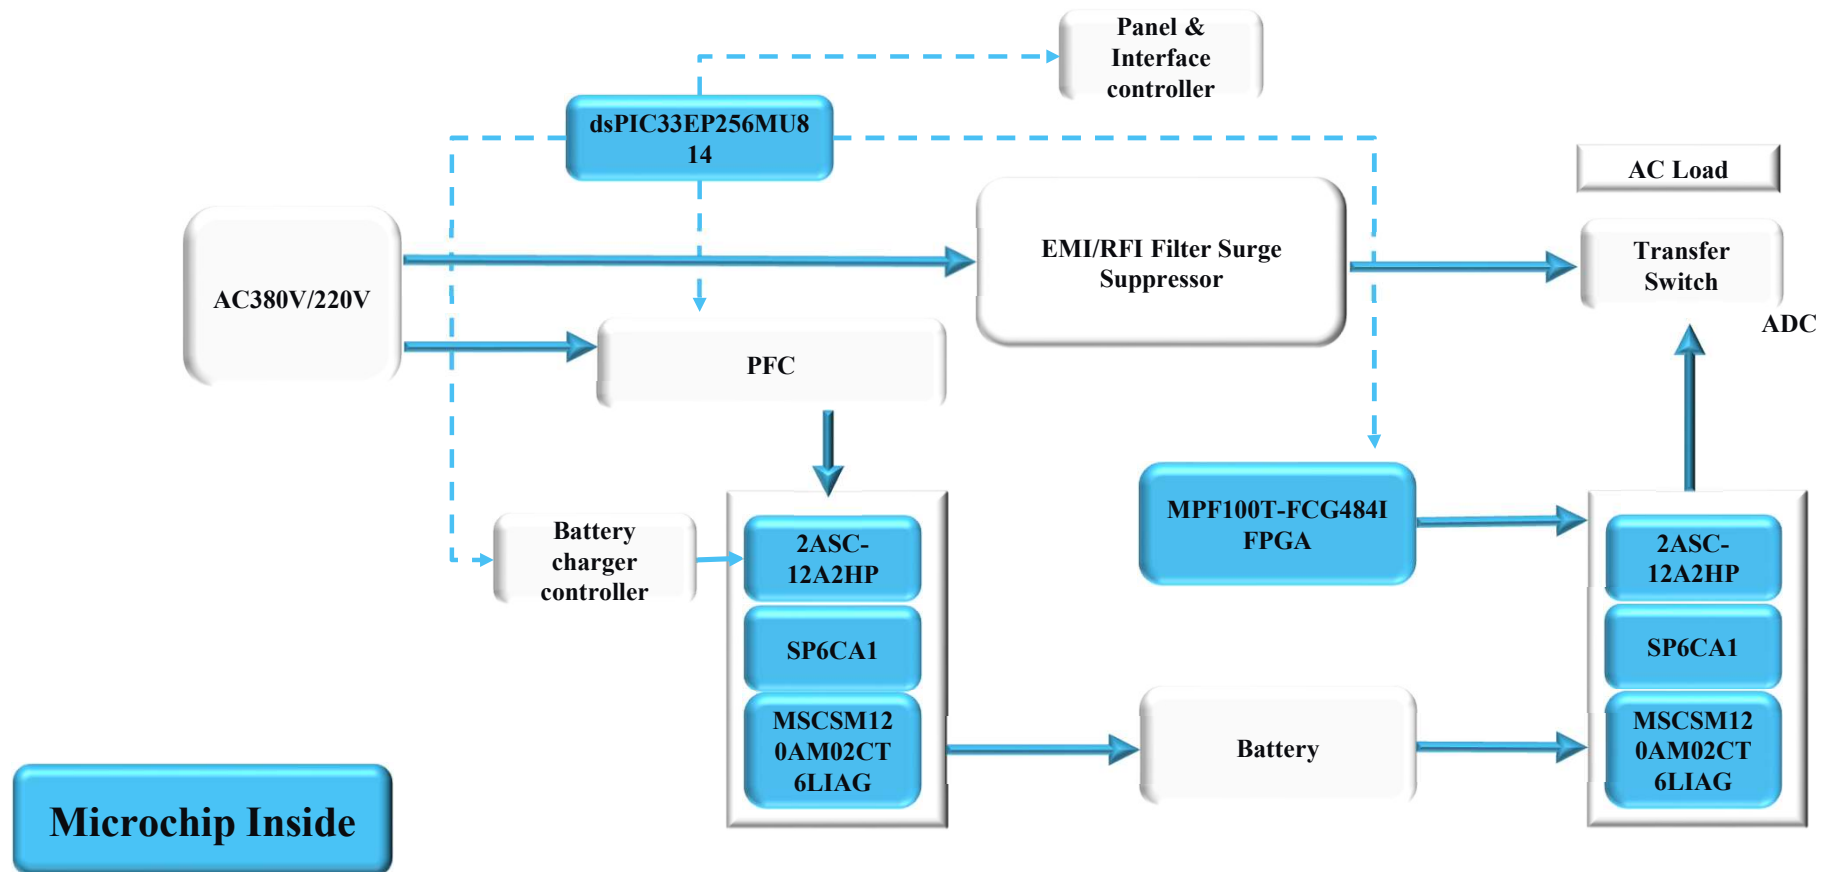 Panel &
Interface
controller
dsPIC33EP256MU8
14
AC Load
EMI/RFI Filter Surge
Suppressor
Transfer
Switch
AC380V/220V
ADC
PFC
MPF100T-FCG484I
FPGA
Battery
charger
controller
2ASC-
12A2HP
2ASC-
12A2HP
SP6CA1
SP6CA1
MSCSM12
0AM02CT
6LIAG
Battery
MSCSM12
0AM02CT
6LIAG
Microchip Inside